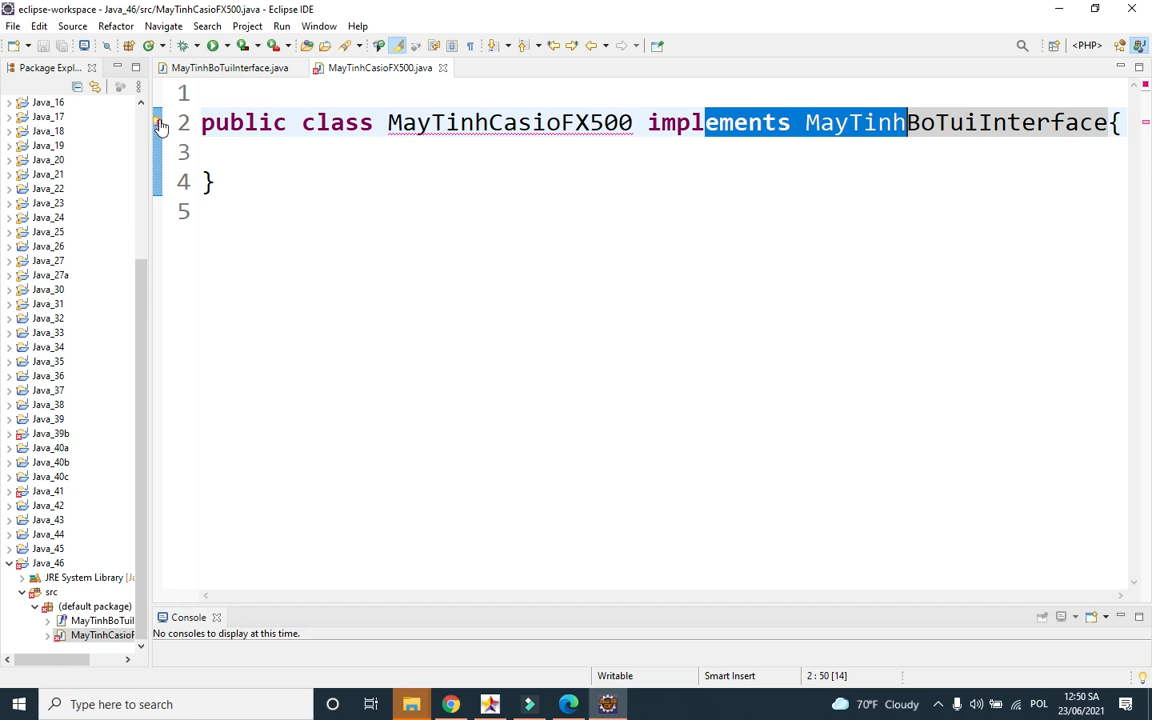 eclipse-workspace - Java_46/src/MayTinhCasioFX500.java - Eclipse IDE
File Edit Source Refactor Navigate Search Project Run Window Help
<PHP>
Package Expl...
MayTinhBoTuiInterface.java
MayTinhCasioFX500.java
Java_16
Java_17
Java_18
Java_19
Java_20
Java_21
Java_22
Java_23
Java_24
Java_25
Java_26
Java_27
Java_27a
Java_30
Java_31
Java_32
Java_33
Java_34
Java_35
Java_36
Java_37
Java_38
Java_39
Java_39b
Java_40a
Java_40b
Java_40c
Java_41
Java_42
Java_43
Java_44
Java_45
Java_46
JRE System Library [Ja
src
(default package)
MayTinhBoTuiI
MayTinhCasioF
1
2 public class MayTinhCasioFX500 implements MayTinhBoTuiInterface{
3
4 }
5
Console
No consoles to display at this time.
Writable Smart Insert 2 : 50 [14]
Type here to search
70°F Cloudy
POL
12:50 SA
23/06/2021